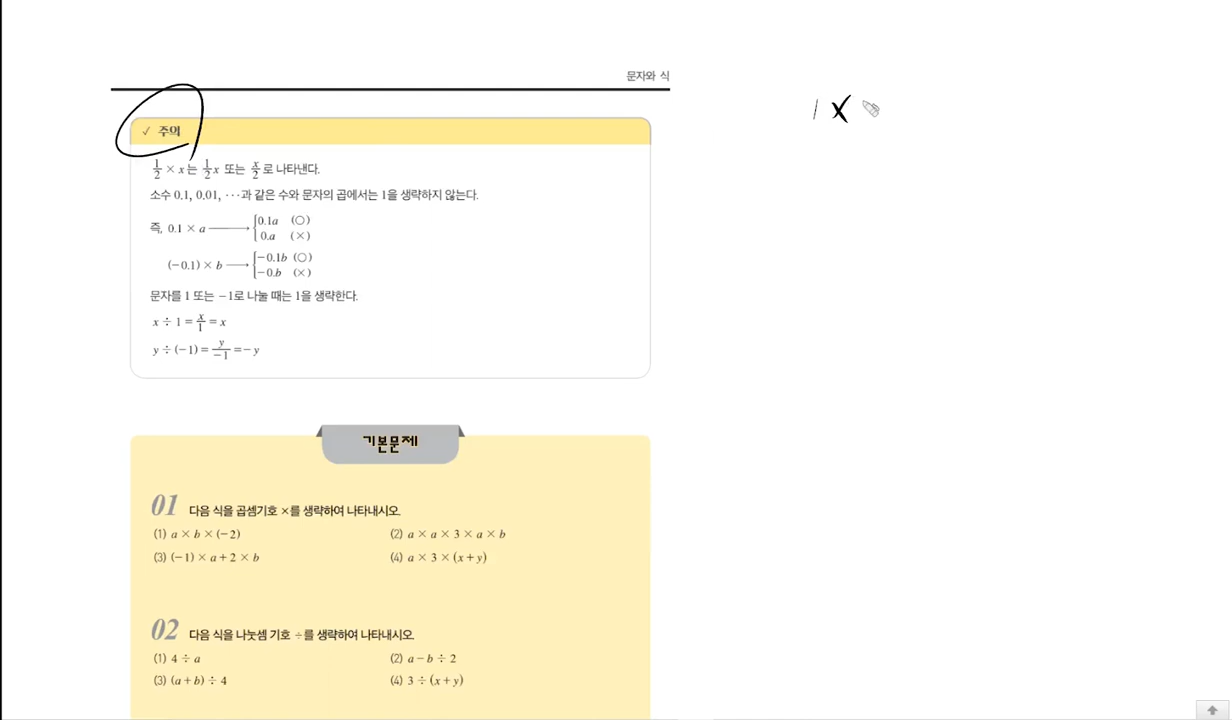 문자와 식
1 ×
✓ 주의
1/2 × x는 1/2 x 또는 x/2 로 나타낸다.
소수 0.1, 0.01, ⋯과 같은 수와 문자의 곱에서는 1을 생략하지 않는다.
즉, 0.1 × a ⟶ { 0.1a (○)
0.a (×)
(−0.1) × b ⟶ { −0.1b (○)
−0.b (×)
문자를 1 또는 −1로 나눌 때는 1을 생략한다.
x ÷ 1 = x/1 = x
y ÷ (−1) = y/−1 = − y
기본문제
01 다음 식을 곱셈기호 ×를 생략하여 나타내시오.
(1) a × b × (−2) (2) a × a × 3 × a × b
(3) (−1) × a + 2 × b (4) a × 3 × (x + y)
02 다음 식을 나눗셈 기호 ÷를 생략하여 나타내시오.
(1) 4 ÷ a (2) a − b ÷ 2
(3) (a + b) ÷ 4 (4) 3 ÷ (x + y)